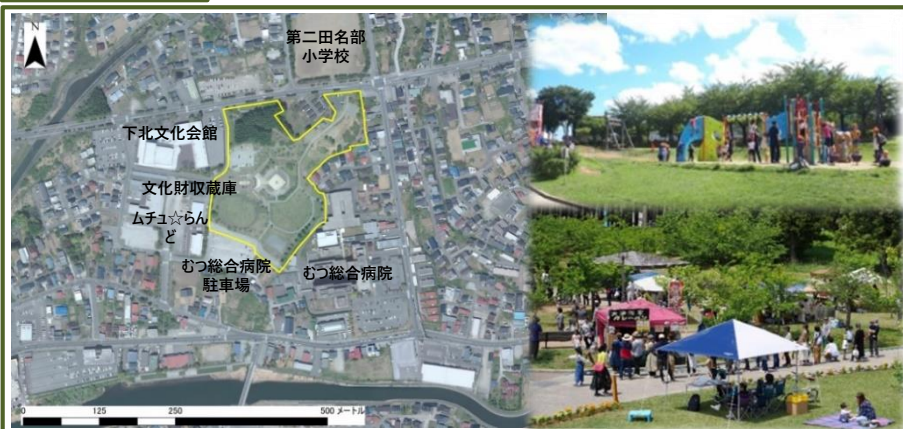 N
第二田名部
小学校
下北文化会館
文化財収蔵庫
ムチュ☆らん
ど
むつ総合病院
駐車場
むつ総合病院
0 125 250 500 メートル